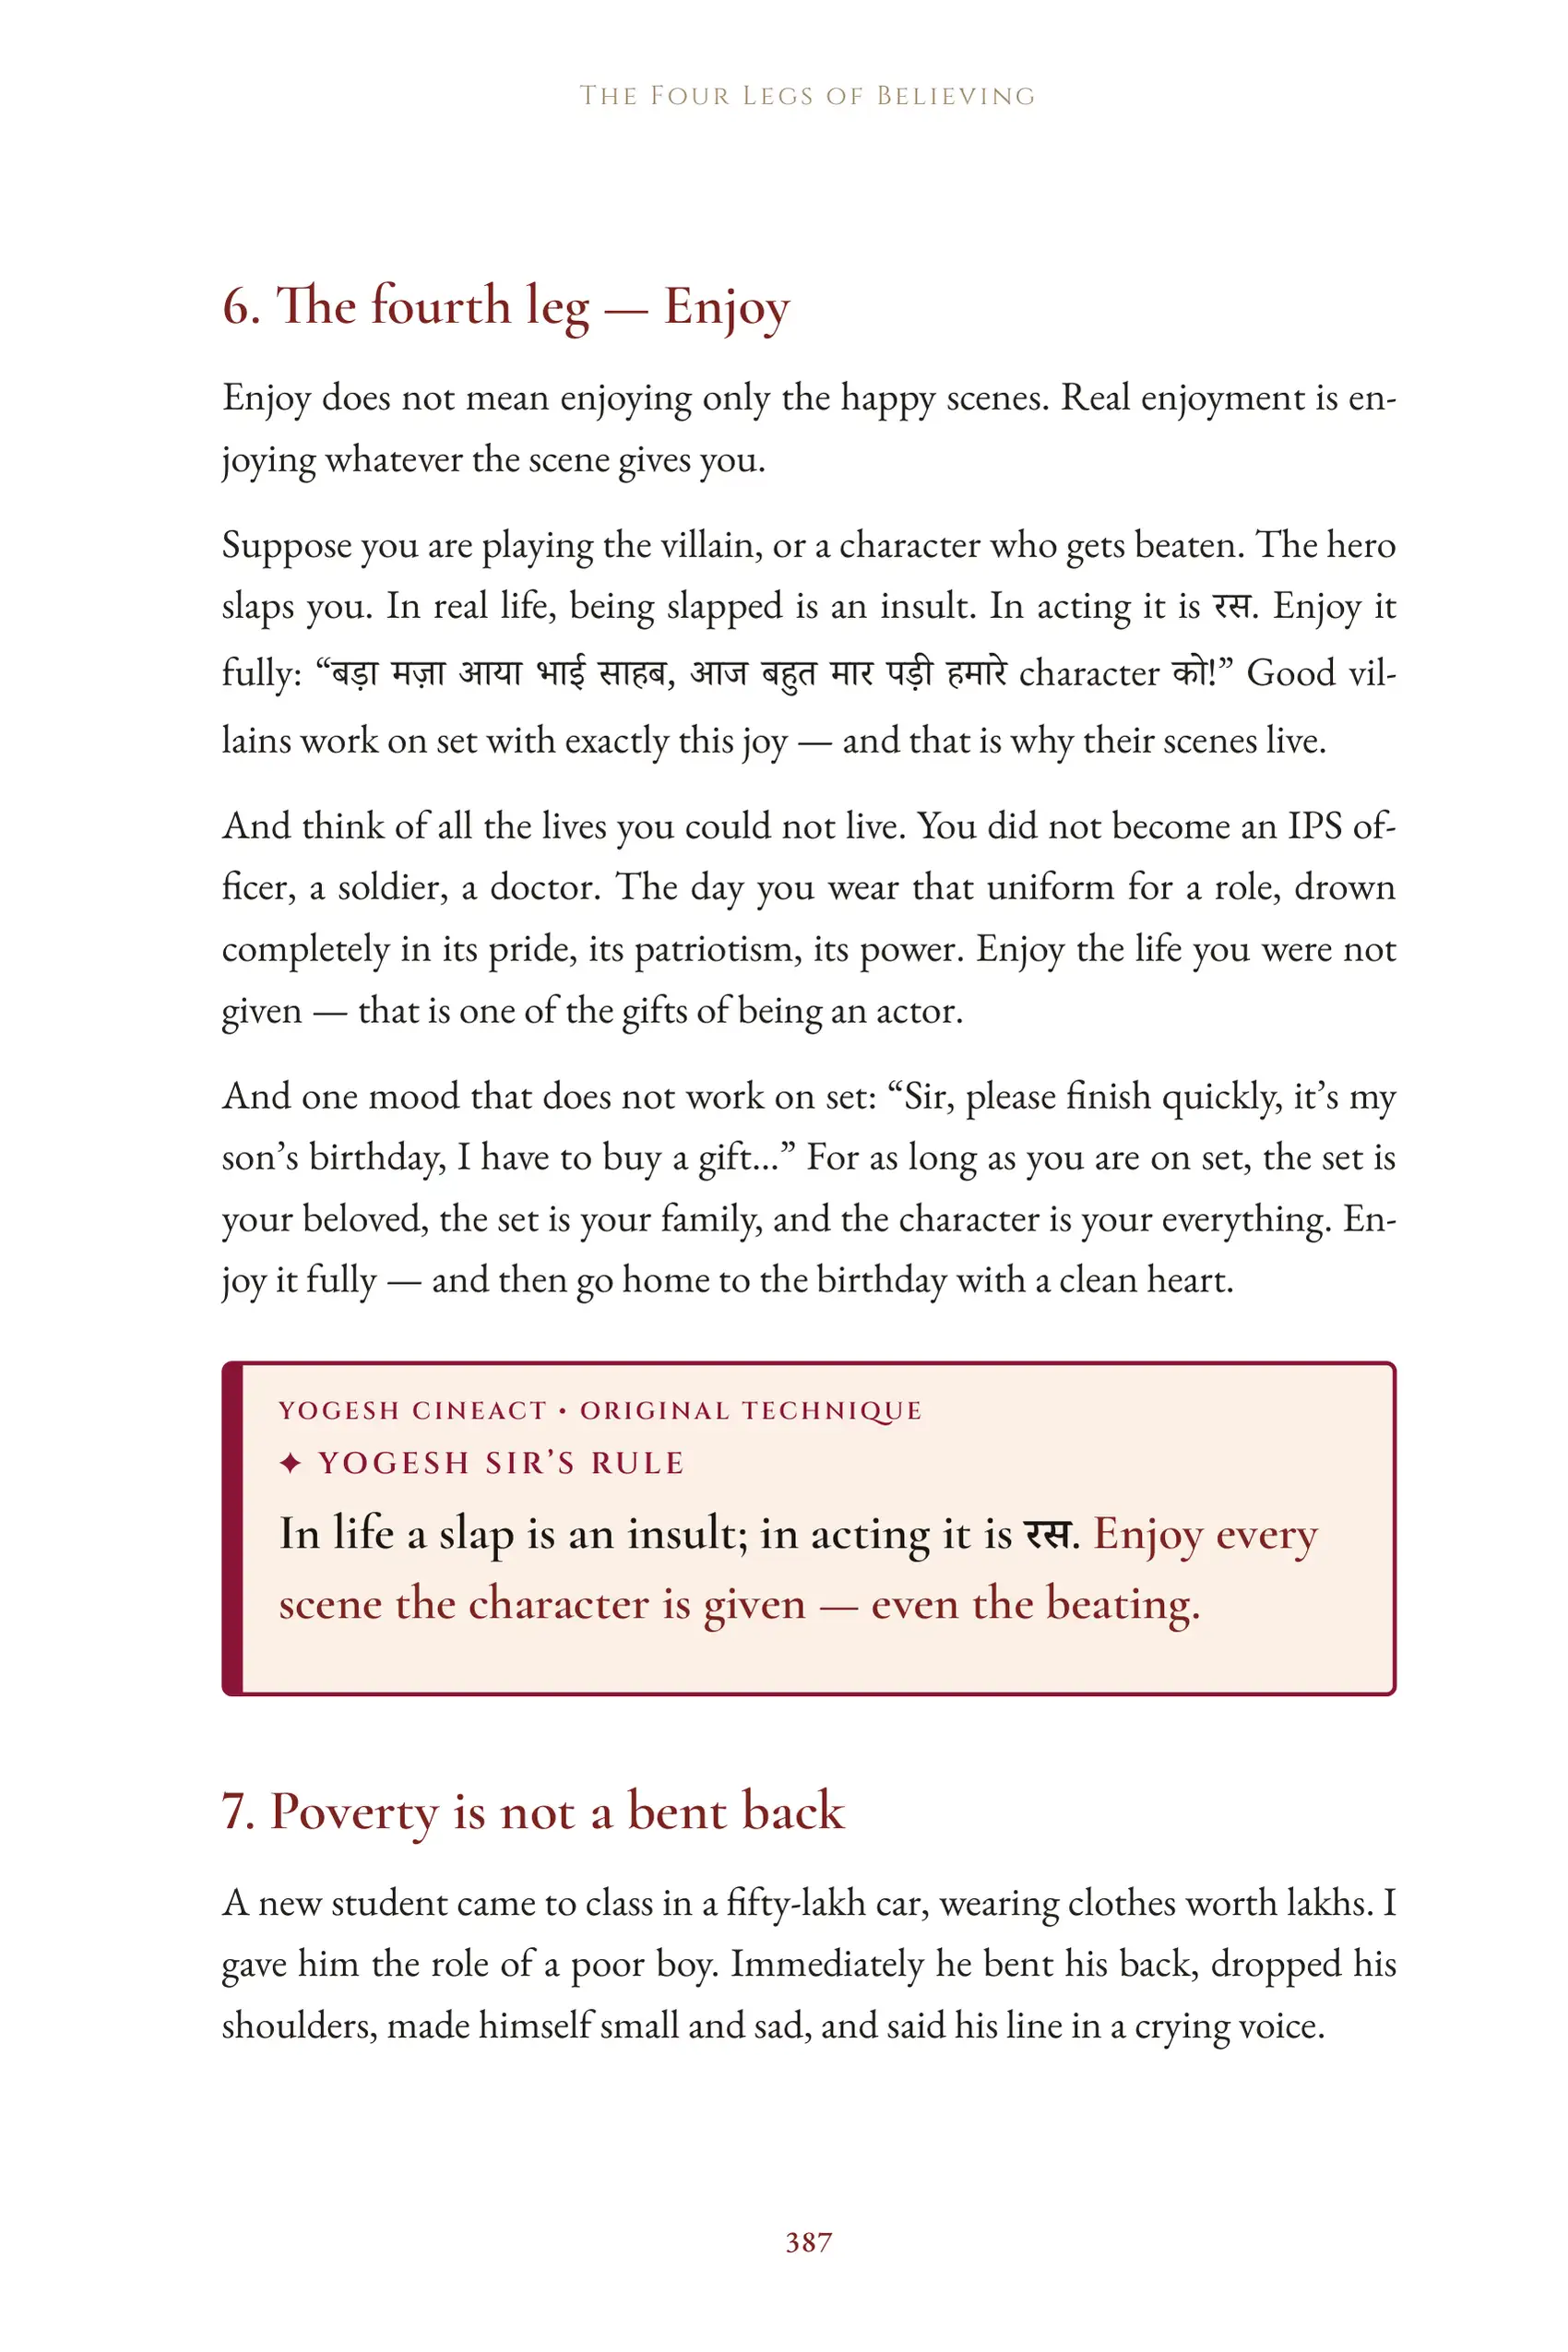 The Four Legs of Believing
6. The fourth leg — Enjoy
Enjoy does not mean enjoying only the happy scenes. Real enjoyment is en-
joying whatever the scene gives you.
Suppose you are playing the villain, or a character who gets beaten. The hero
slaps you. In real life, being slapped is an insult. In acting it is रस. Enjoy it
fully: “बड़ा मज़ा आया भाई साहब, आज बहुत मार पड़ी हमारे character को!” Good vil-
lains work on set with exactly this joy — and that is why their scenes live.
And think of all the lives you could not live. You did not become an IPS of-
ficer, a soldier, a doctor. The day you wear that uniform for a role, drown
completely in its pride, its patriotism, its power. Enjoy the life you were not
given — that is one of the gifts of being an actor.
And one mood that does not work on set: “Sir, please finish quickly, it’s my
son’s birthday, I have to buy a gift…” For as long as you are on set, the set is
your beloved, the set is your family, and the character is your everything. En-
joy it fully — and then go home to the birthday with a clean heart.
YOGESH CINEACT • ORIGINAL TECHNIQUE
✦ YOGESH SIR’S RULE
In life a slap is an insult; in acting it is रस. Enjoy every
scene the character is given — even the beating.
7. Poverty is not a bent back
A new student came to class in a fifty-lakh car, wearing clothes worth lakhs. I
gave him the role of a poor boy. Immediately he bent his back, dropped his
shoulders, made himself small and sad, and said his line in a crying voice.
387